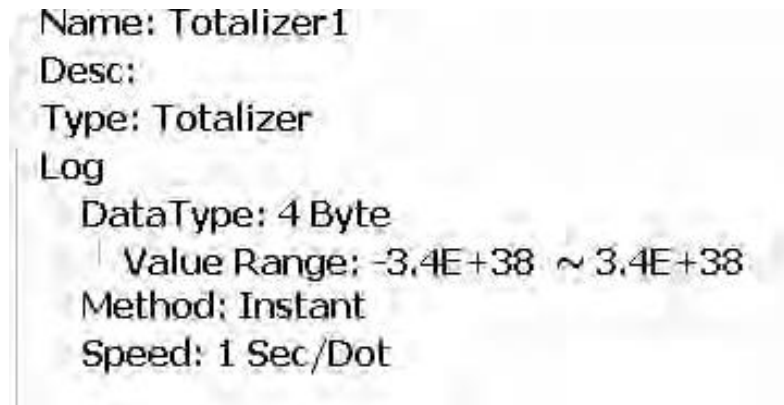 Name: Totalizer1
Desc:
Type: Totalizer
Log
DataType: 4 Byte
Value Range: -3.4E+38 ~ 3.4E+38
Method: Instant
Speed: 1 Sec/Dot